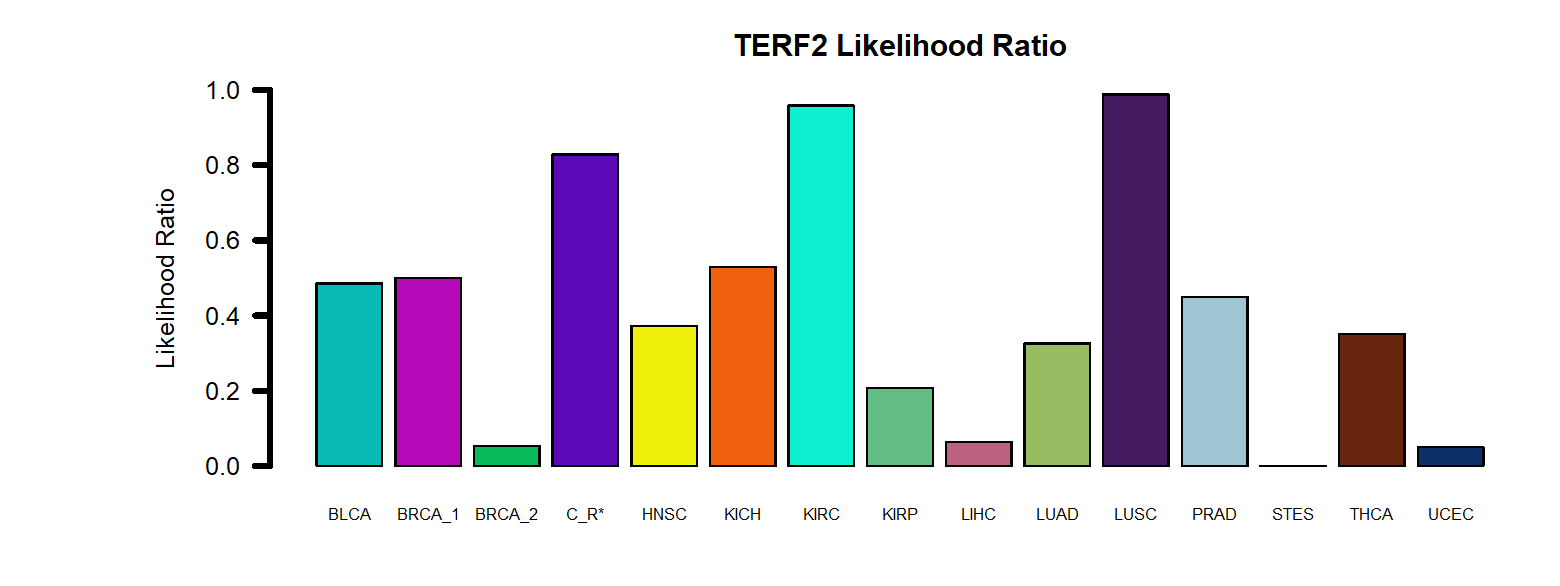 TERF2 Likelihood Ratio
Likelihood Ratio
1.0
0.8
0.6
0.4
0.2
0.0
BLCA BRCA_1 BRCA_2 C_R* HNSC KICH KIRC KIRP LIHC LUAD LUSC PRAD STES THCA UCEC